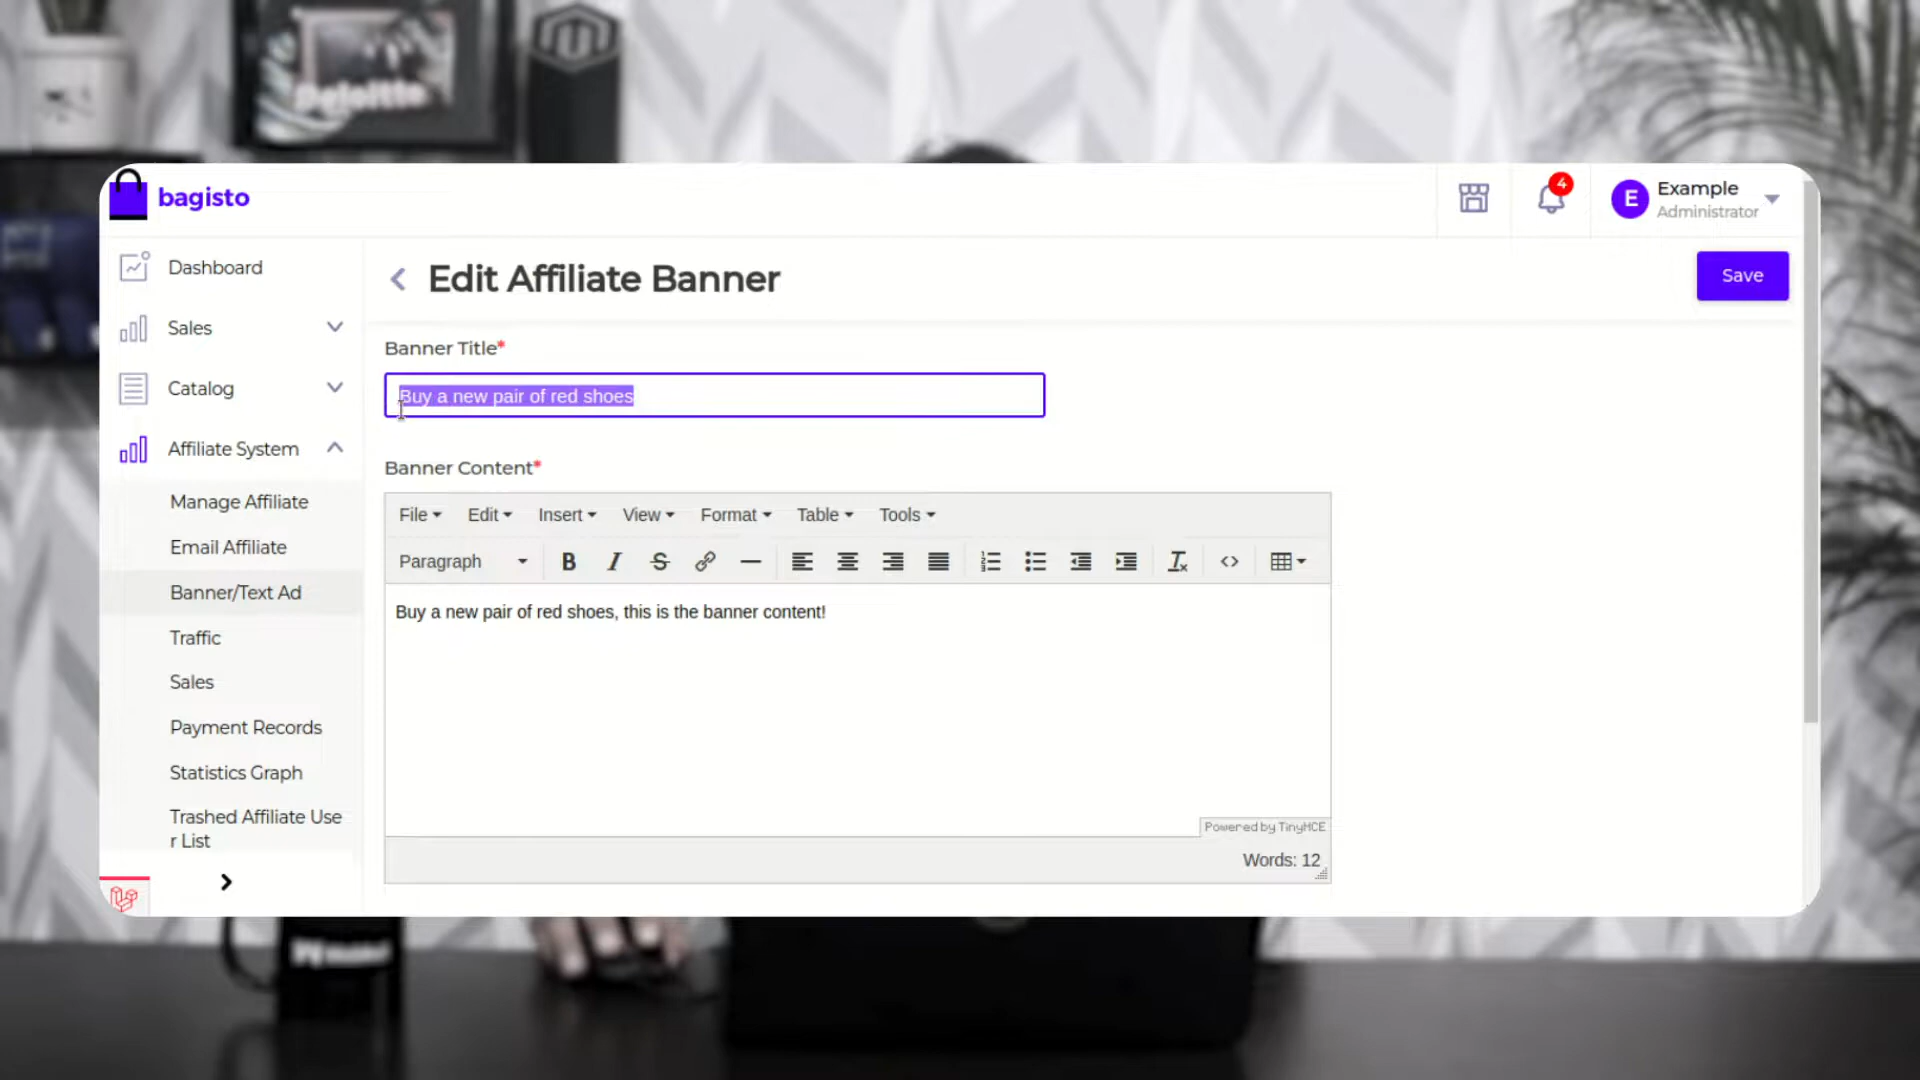 Deloitte
bagisto
4
E
Example
Administrator
Dashboard
Sales
Catalog
Affiliate System
Manage Affiliate
Email Affiliate
Banner/Text Ad
Traffic
Sales
Payment Records
Statistics Graph
Trashed Affiliate Use
r List
Edit Affiliate Banner
Save
Banner Title*
Buy a new pair of red shoes
Banner Content*
File Edit Insert View Format Table Tools
Paragraph B I S
Buy a new pair of red shoes, this is the banner content!
Powered by TinyMCE
Words: 12